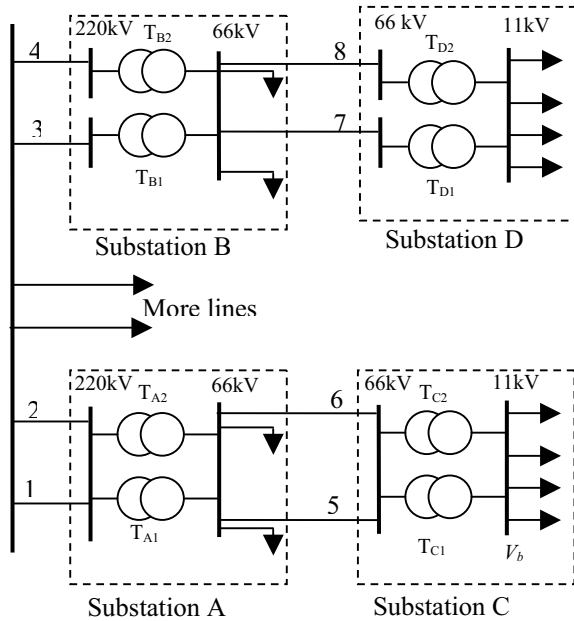 220kV
T_B2
66kV
66 kV
T_D2
11kV
4
8
3
7
T_B1
T_D1
Substation B
Substation D
More lines
220kV
T_A2
66kV
66kV
T_C2
11kV
2
6
1
5
T_A1
T_C1
V_b
Substation A
Substation C